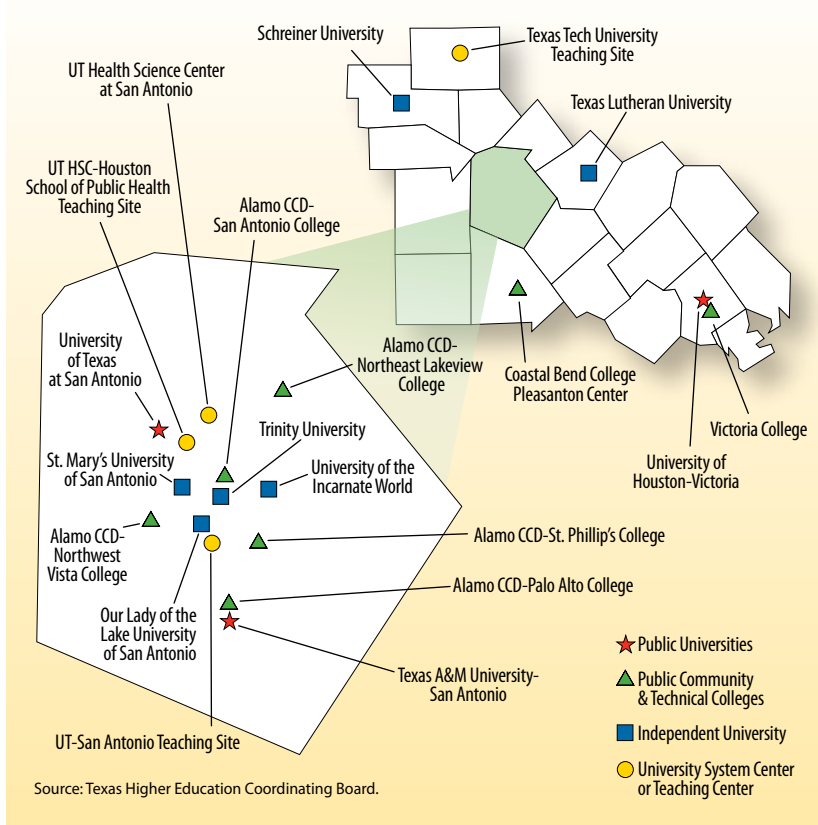 Schreiner University
Texas Tech University
Teaching Site
UT Health Science Center
at San Antonio
Texas Lutheran University
UT HSC-Houston
School of Public Health
Teaching Site
Alamo CCD-
San Antonio College
University
of Texas
at San Antonio
Alamo CCD-
Northeast Lakeview
College
Coastal Bend College
Pleasanton Center
Victoria College
University of
Houston-Victoria
Trinity University
St. Mary's University
of San Antonio
University of the
Incarnate World
Alamo CCD-
Northwest
Vista College
Alamo CCD-St. Phillip's College
Alamo CCD-Palo Alto College
Our Lady of the
Lake University
of San Antonio
Texas A&M University-
San Antonio
UT-San Antonio Teaching Site
Public Universities
Public Community
& Technical Colleges
Independent University
University System Center
or Teaching Center
Source: Texas Higher Education Coordinating Board.